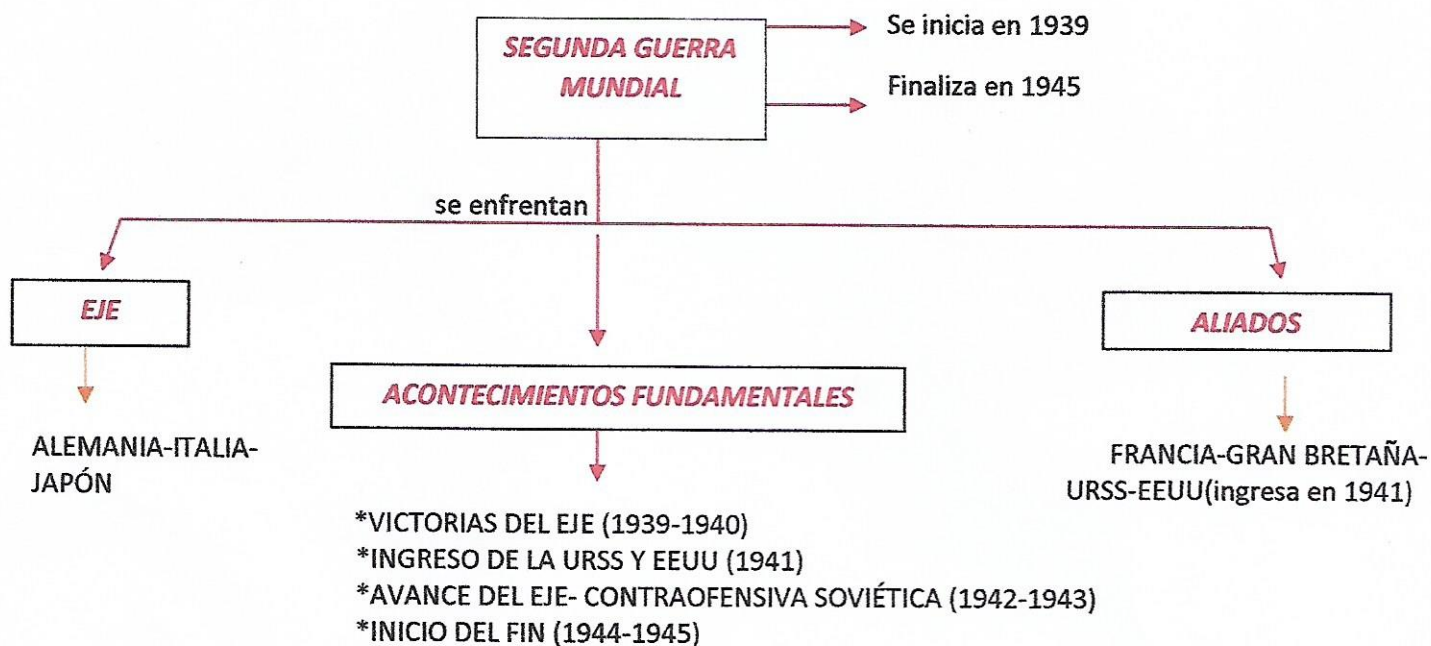 SEGUNDA GUERRA
MUNDIAL
Se inicia en 1939
Finaliza en 1945
se enfrentan
EJE
ALEMANIA-ITALIA-
JAPÓN
ACONTECIMIENTOS FUNDAMENTALES
*VICTORIAS DEL EJE (1939-1940)
*INGRESO DE LA URSS Y EEUU (1941)
*AVANCE DEL EJE- CONTRAOFENSIVA SOVIÉTICA (1942-1943)
*INICIO DEL FIN (1944-1945)
ALIADOS
FRANCIA-GRAN BRETAÑA-
URSS-EEUU(ingresa en 1941)